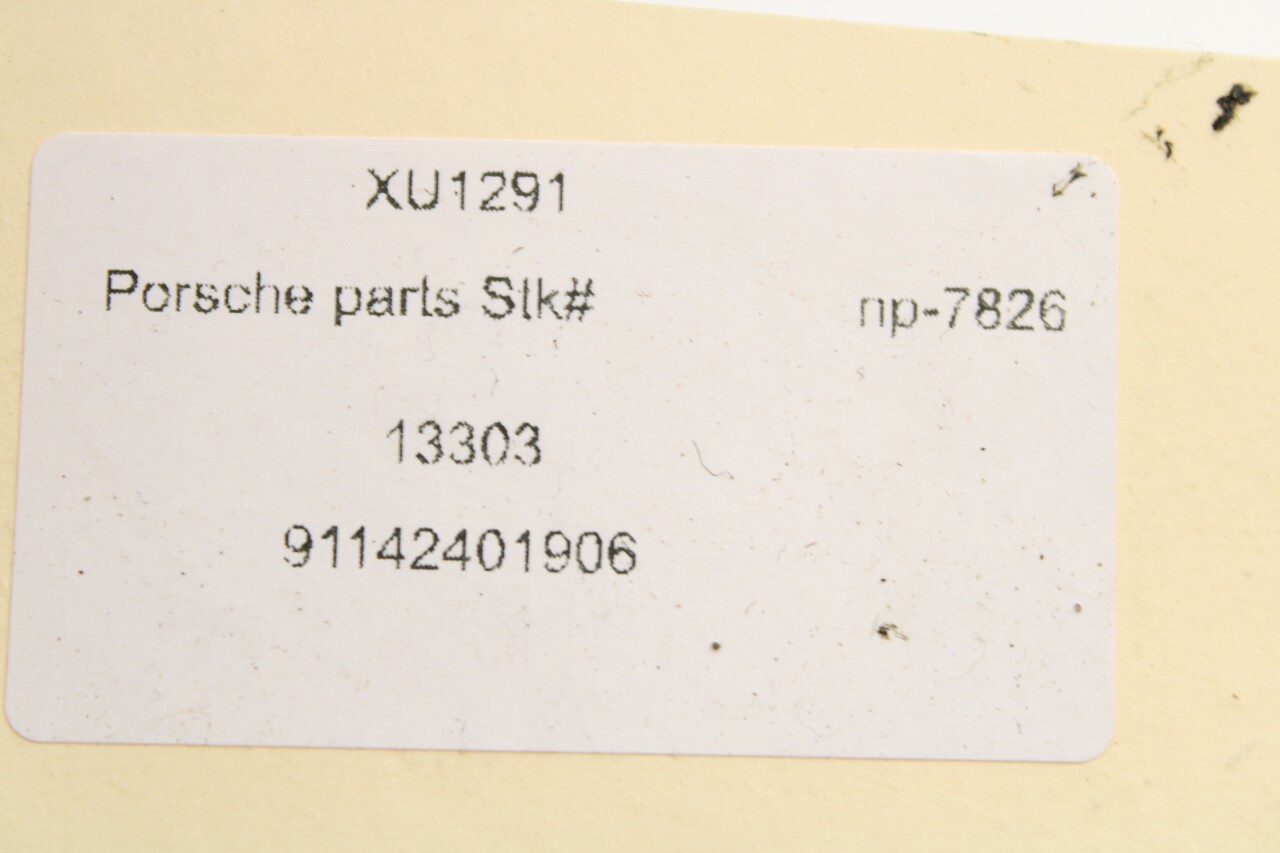 XU1291
Porsche parts Stk# np-7826
13303
91142401906